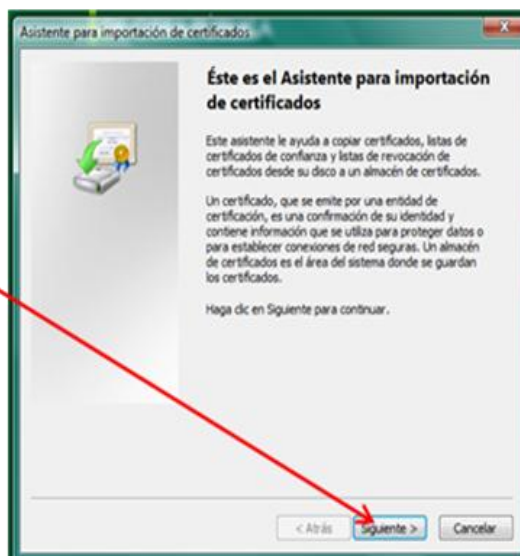 Asistente para importación de certificados
Éste es el Asistente para importación
de certificados
Este asistente le ayuda a copiar certificados, listas de
certificados de confianza y listas de revocación de
certificados desde su disco a un almacén de certificados.
Un certificado, que se emite por una entidad de
certificación, es una confirmación de su identidad y
contiene información que se utiliza para proteger datos o
para establecer conexiones de red seguras. Un almacén
de certificados es el área del sistema donde se guardan
los certificados.
Haga clic en Siguiente para continuar.
< Atrás Siguiente > Cancelar